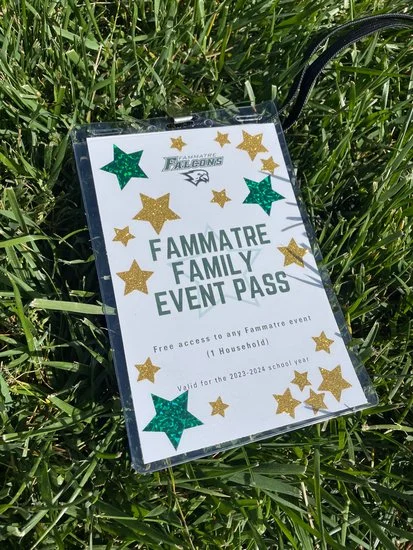 FAMMATRE
FALCONS
FAMMATRE
FAMILY
EVENT PASS
Free access to any Fammatre event
(1 Household)
Valid for the 2023-2024 school year